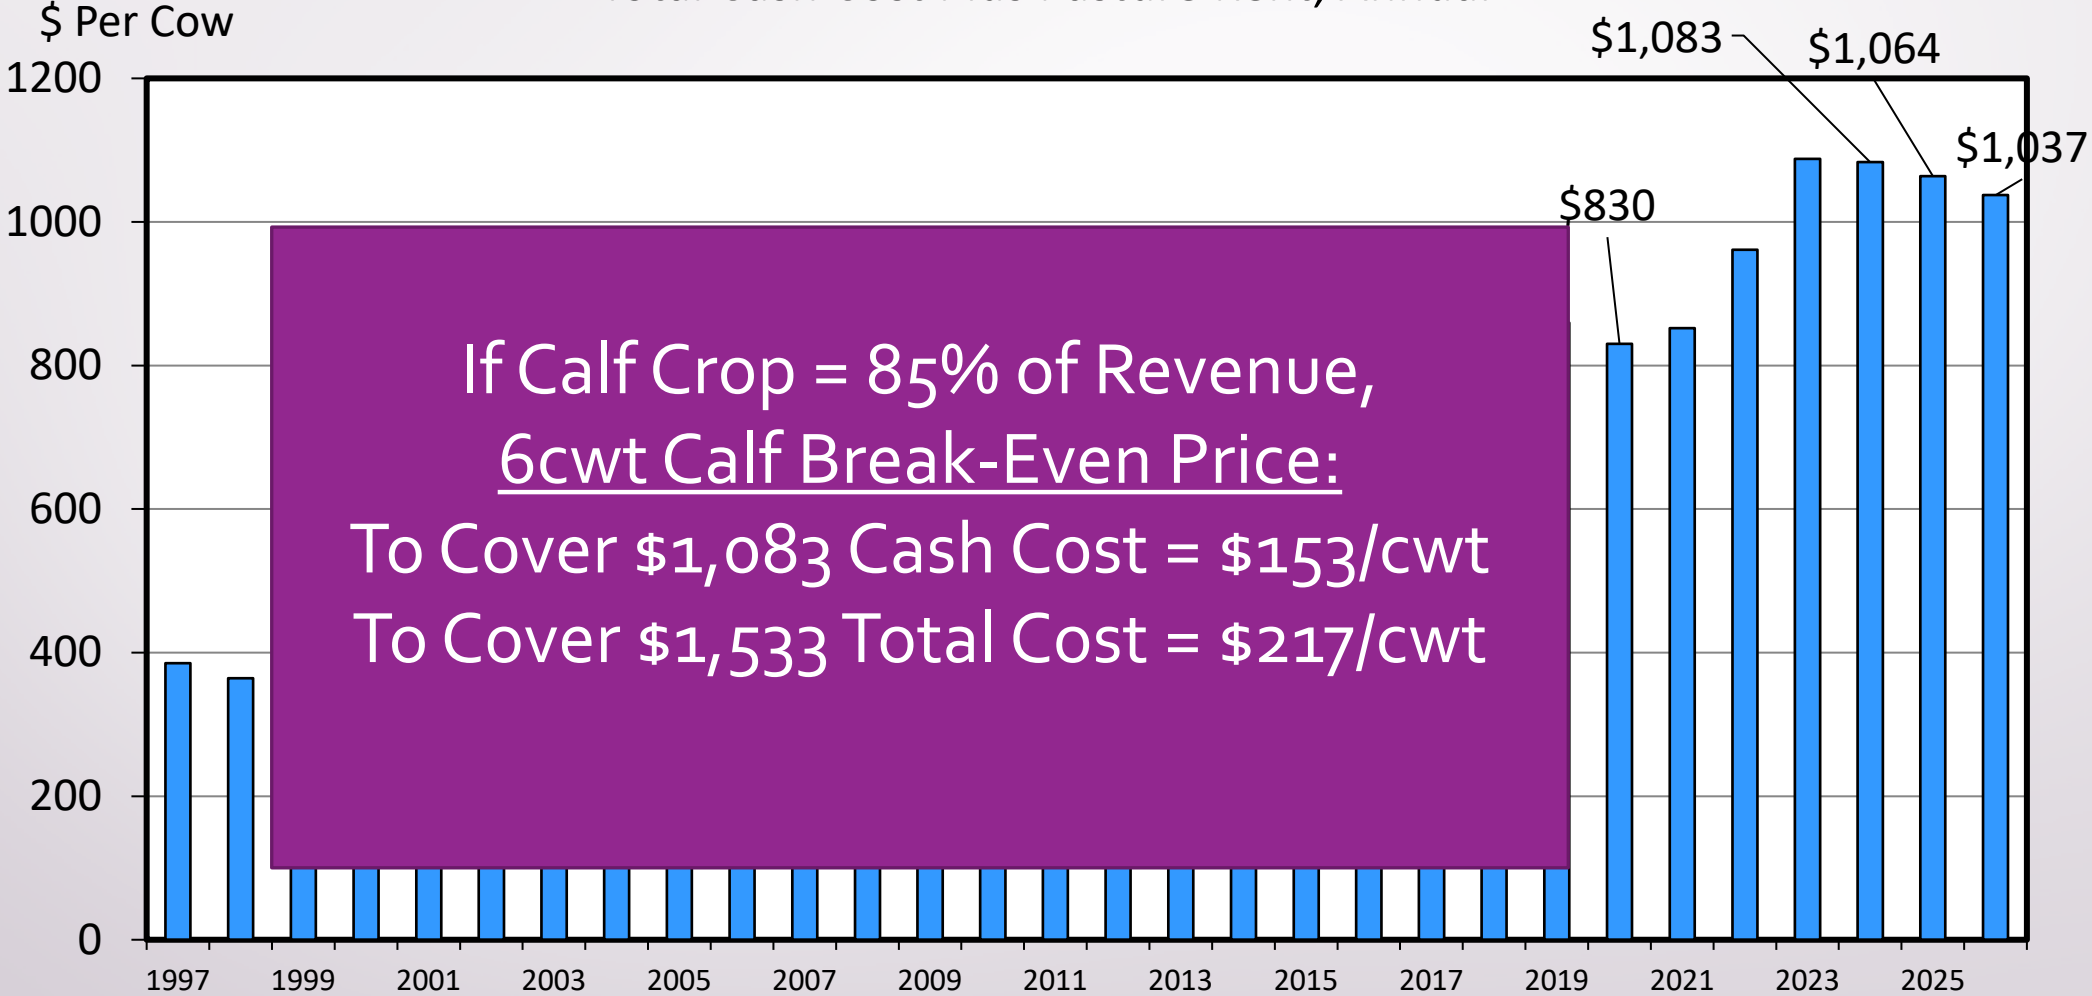 $ Per Cow
$1,083
$1,064
$1,037
$830
1200
1000
800
600
400
200
0
If Calf Crop = 85% of Revenue,
6cwt Calf Break-Even Price:
To Cover $1,083 Cash Cost = $153/cwt
To Cover $1,533 Total Cost = $217/cwt
1997 1999 2001 2003 2005 2007 2009 2011 2013 2015 2017 2019 2021 2023 2025